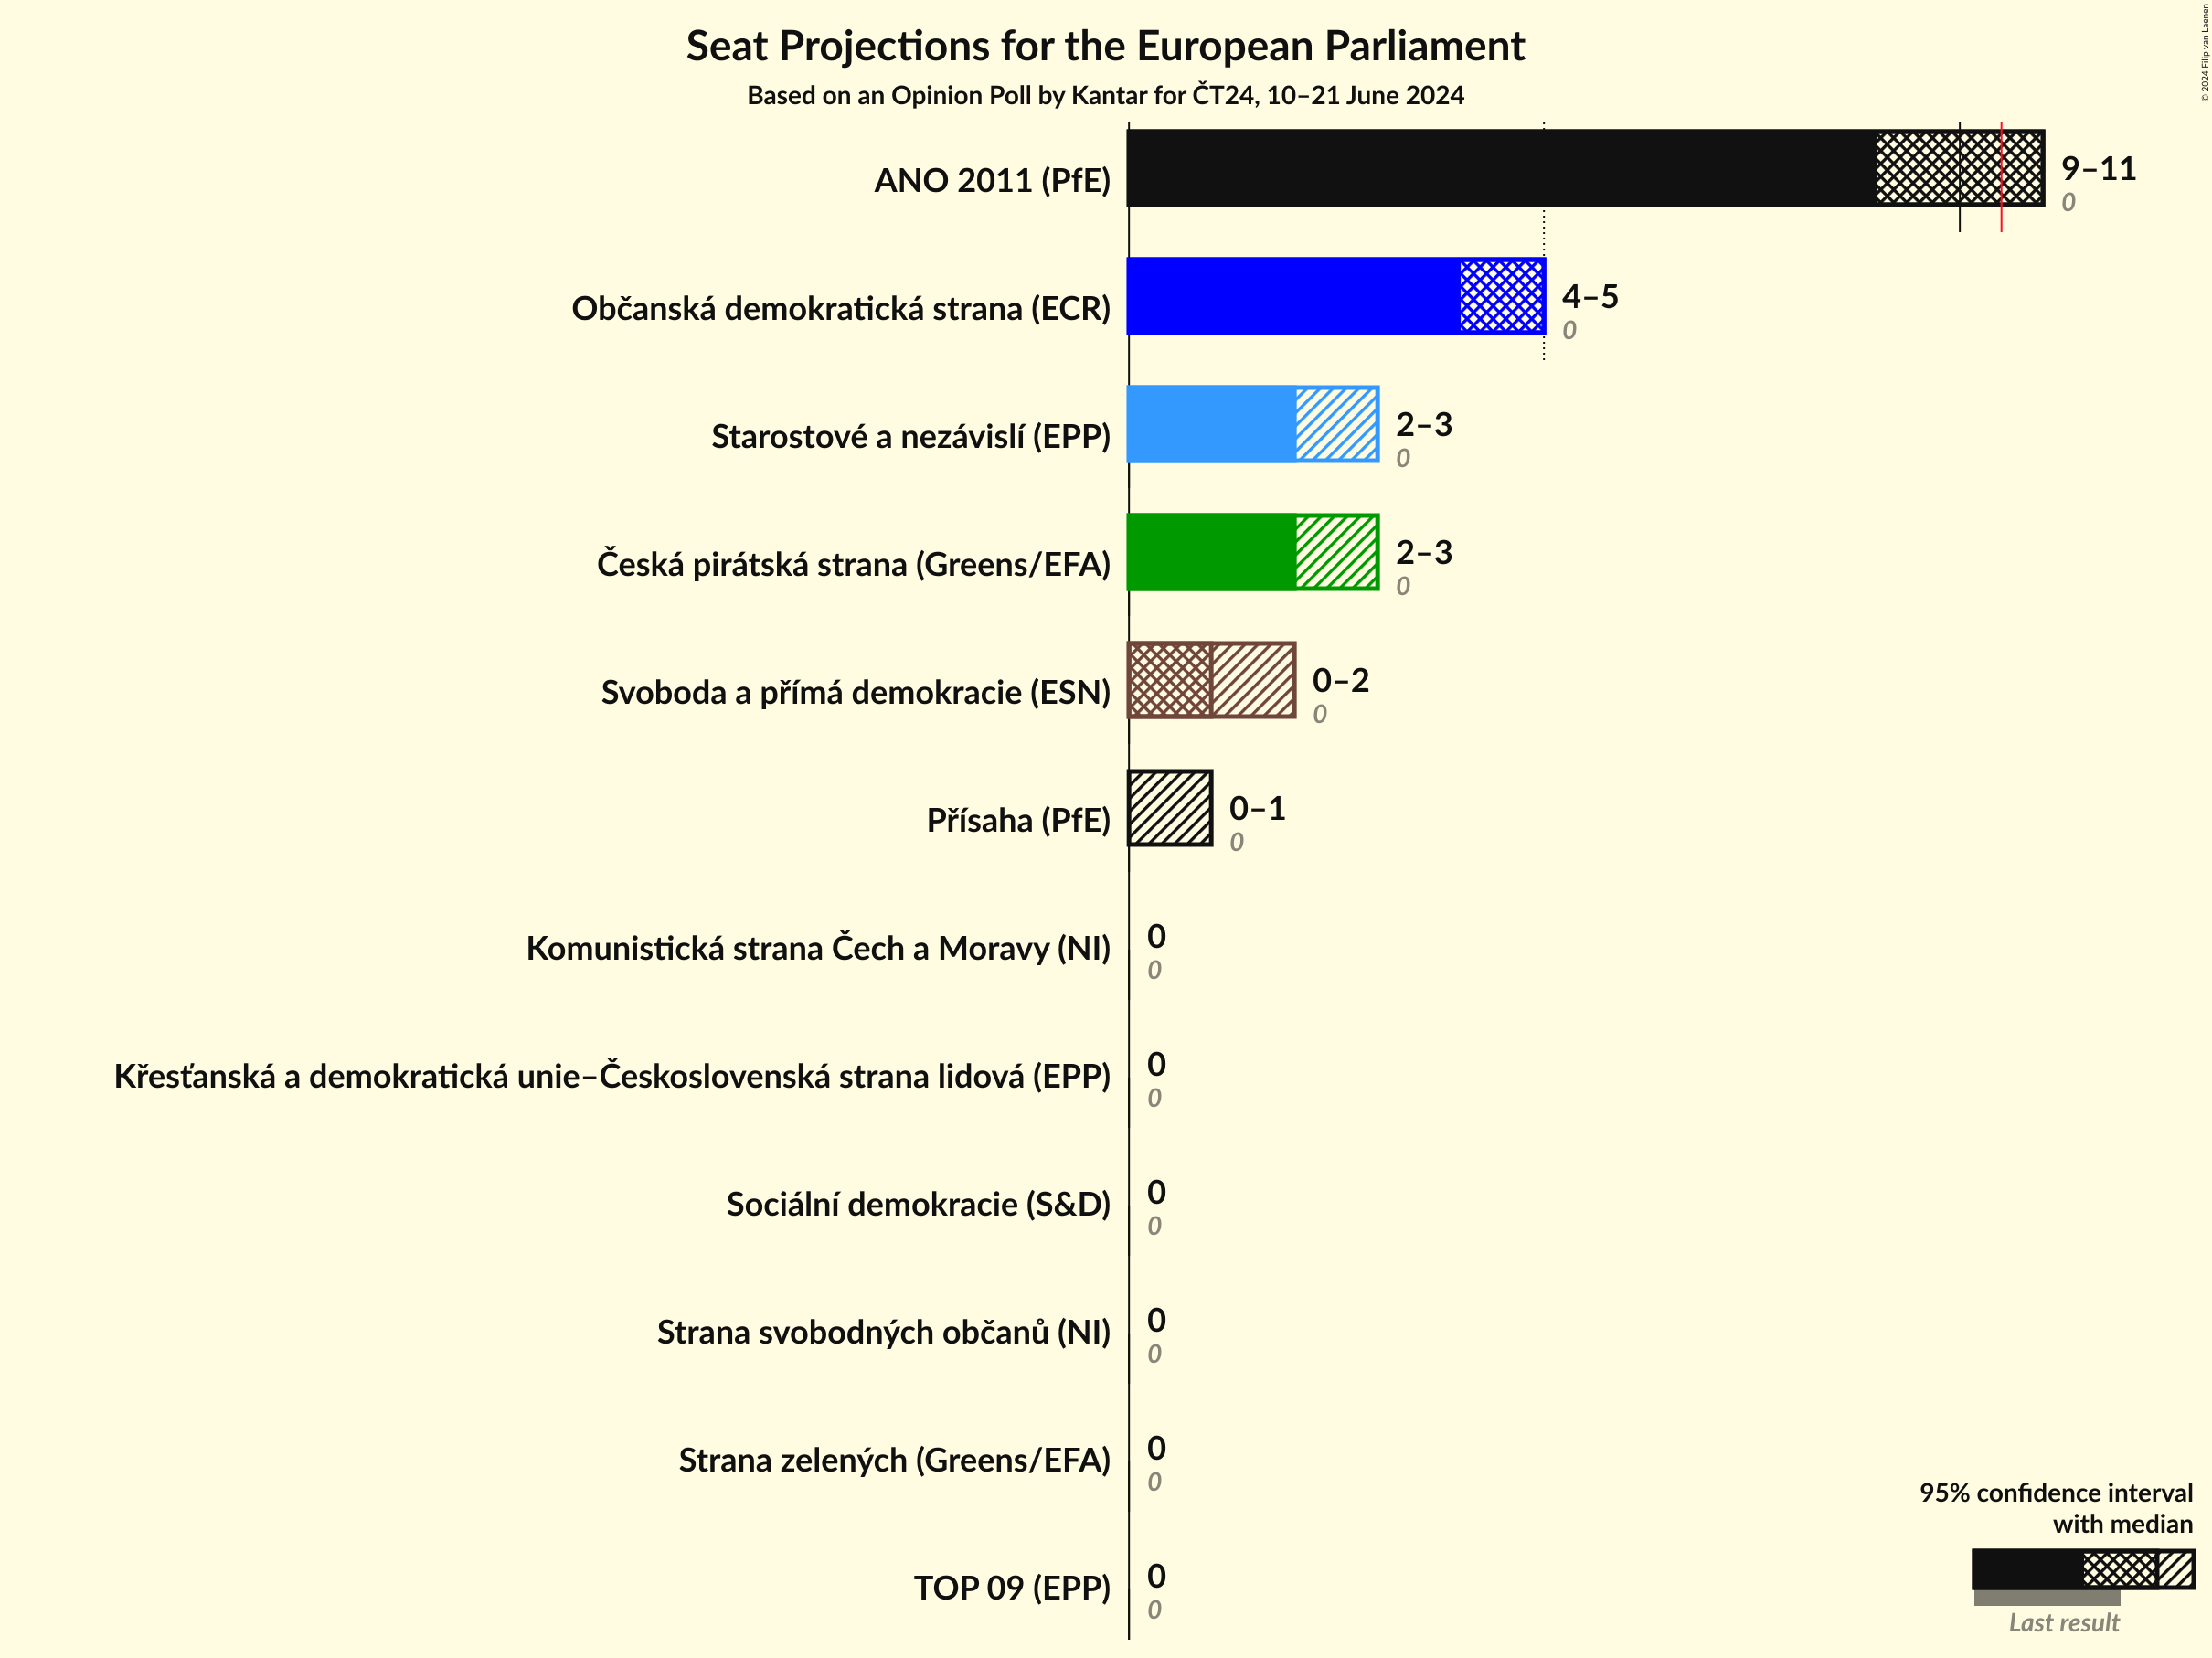 Seat Projections for the European Parliament
Based on an Opinion Poll by Kantar for ČT24, 10–21 June 2024
© 2024 Filip van Laenen
ANO 2011 (PfE)
9–11
0
Občanská demokratická strana (ECR)
4–5
0
Starostové a nezávislí (EPP)
2–3
0
Česká pirátská strana (Greens/EFA)
2–3
0
Svoboda a přímá demokracie (ESN)
0–2
0
Přísaha (PfE)
0–1
0
Komunistická strana Čech a Moravy (NI)
0
0
Křesťanská a demokratická unie–Československá strana lidová (EPP)
0
0
Sociální demokracie (S&D)
0
0
Strana svobodných občanů (NI)
0
0
Strana zelených (Greens/EFA)
0
0
TOP 09 (EPP)
0
0
95% confidence interval
with median
Last result